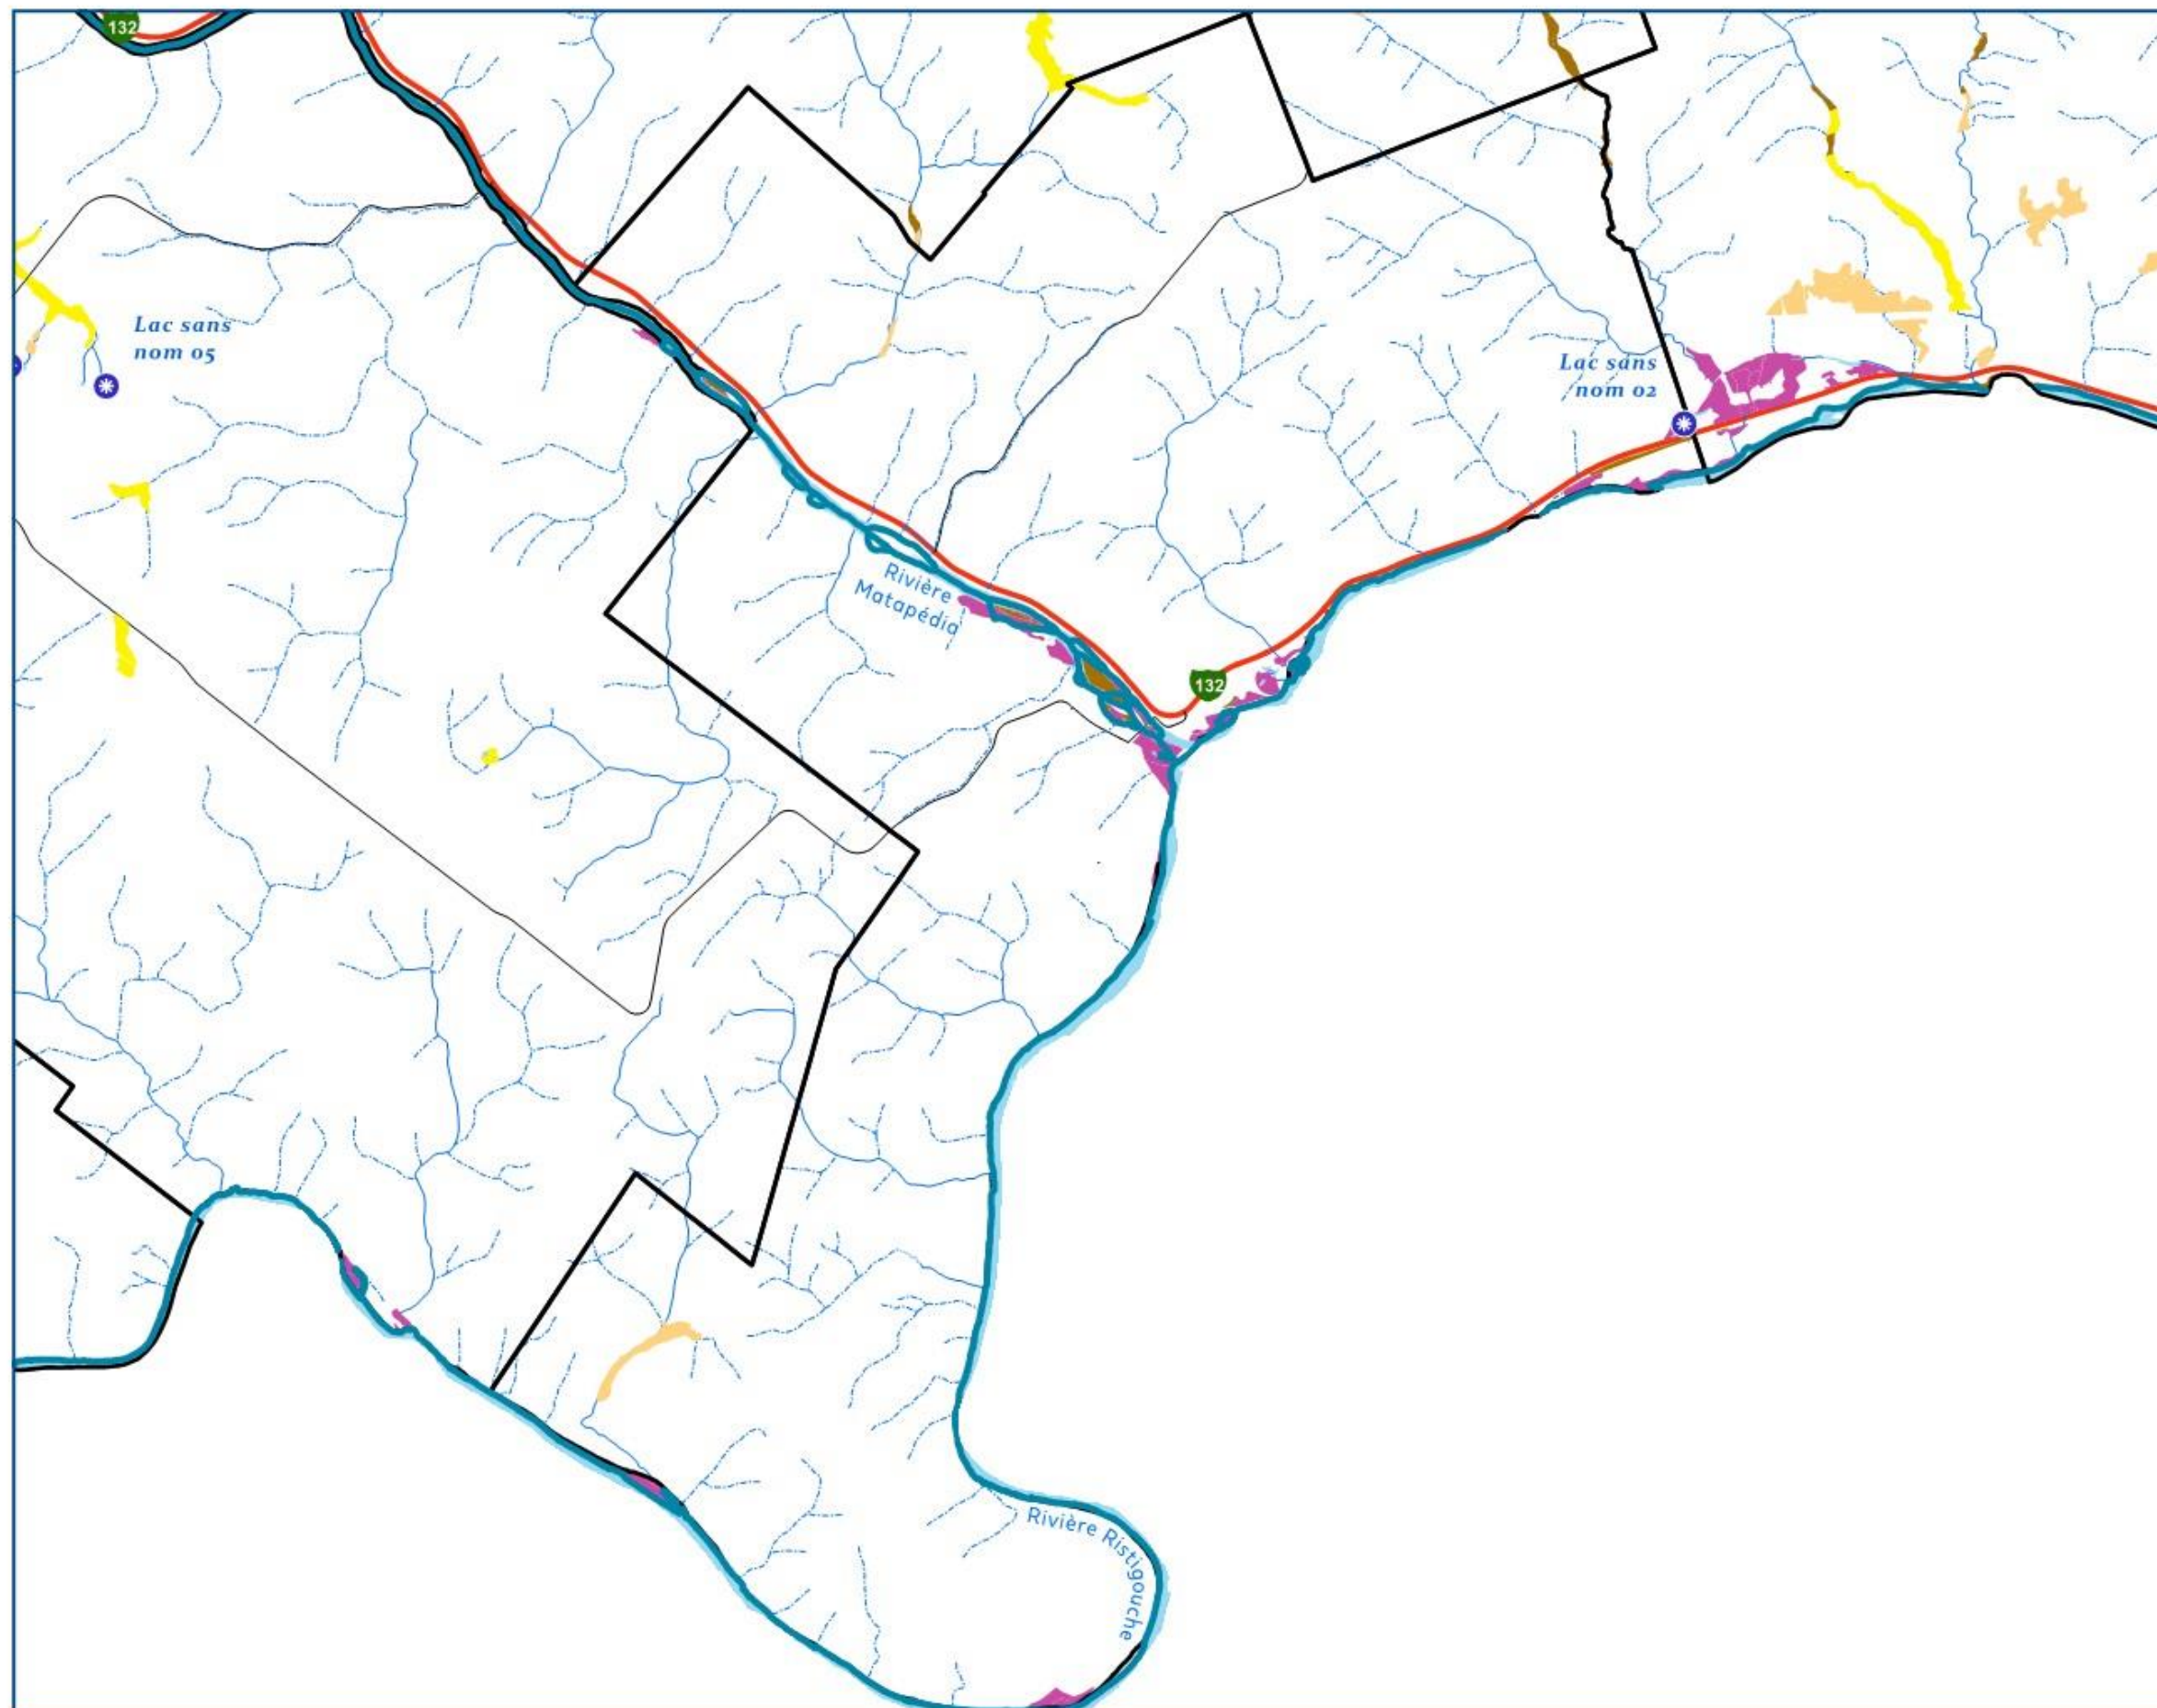 132
Lac sans
nom 05
Lac sans
nom 02
Rivière
Matapédia
132
Rivière Ristigouche